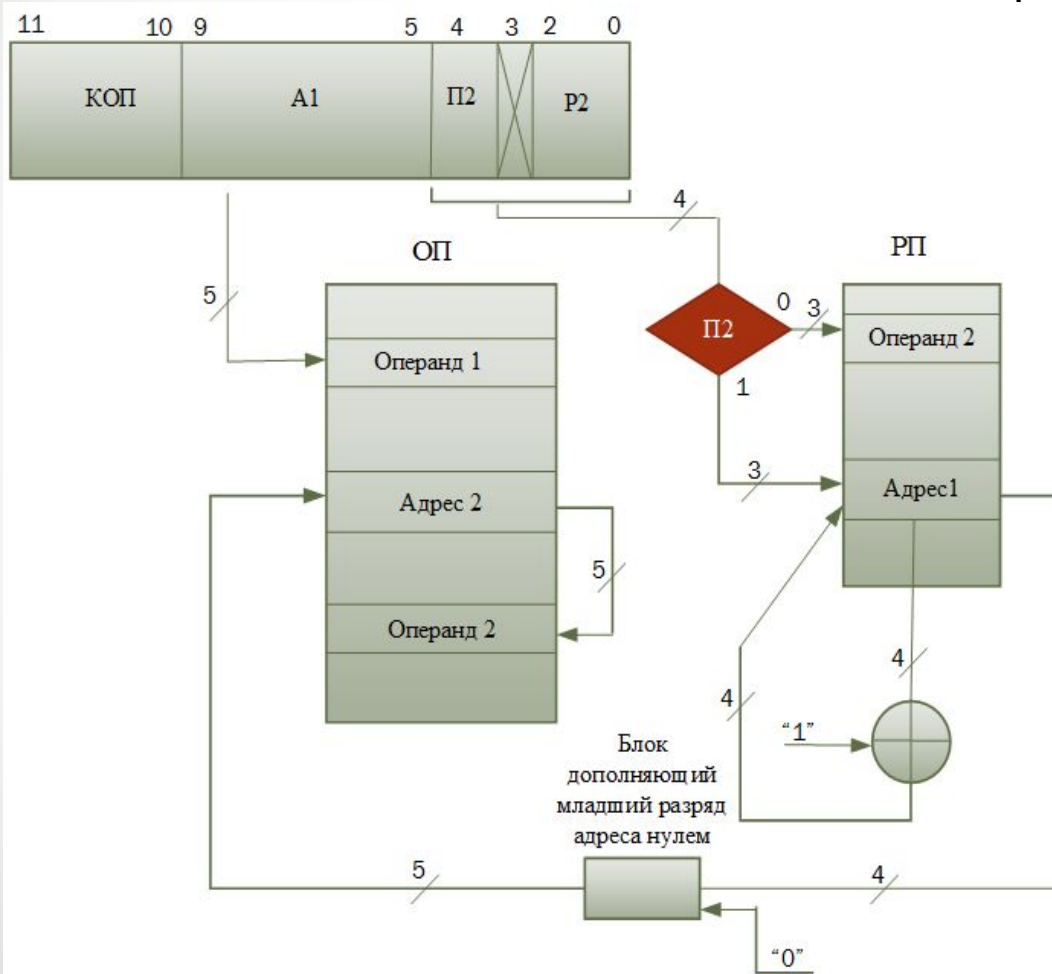 11 10 9 5 4 3 2 0
КОП А1 П2 Р2
4
ОП РП
5
П2 0 3
Операнд 2
Операнд 1
1
3
Адрес 2 Адрес1
5
Операнд 2
4
4
“1”
Блок
дополняющий
младший разряд
адреса нулем
5 4
“0”